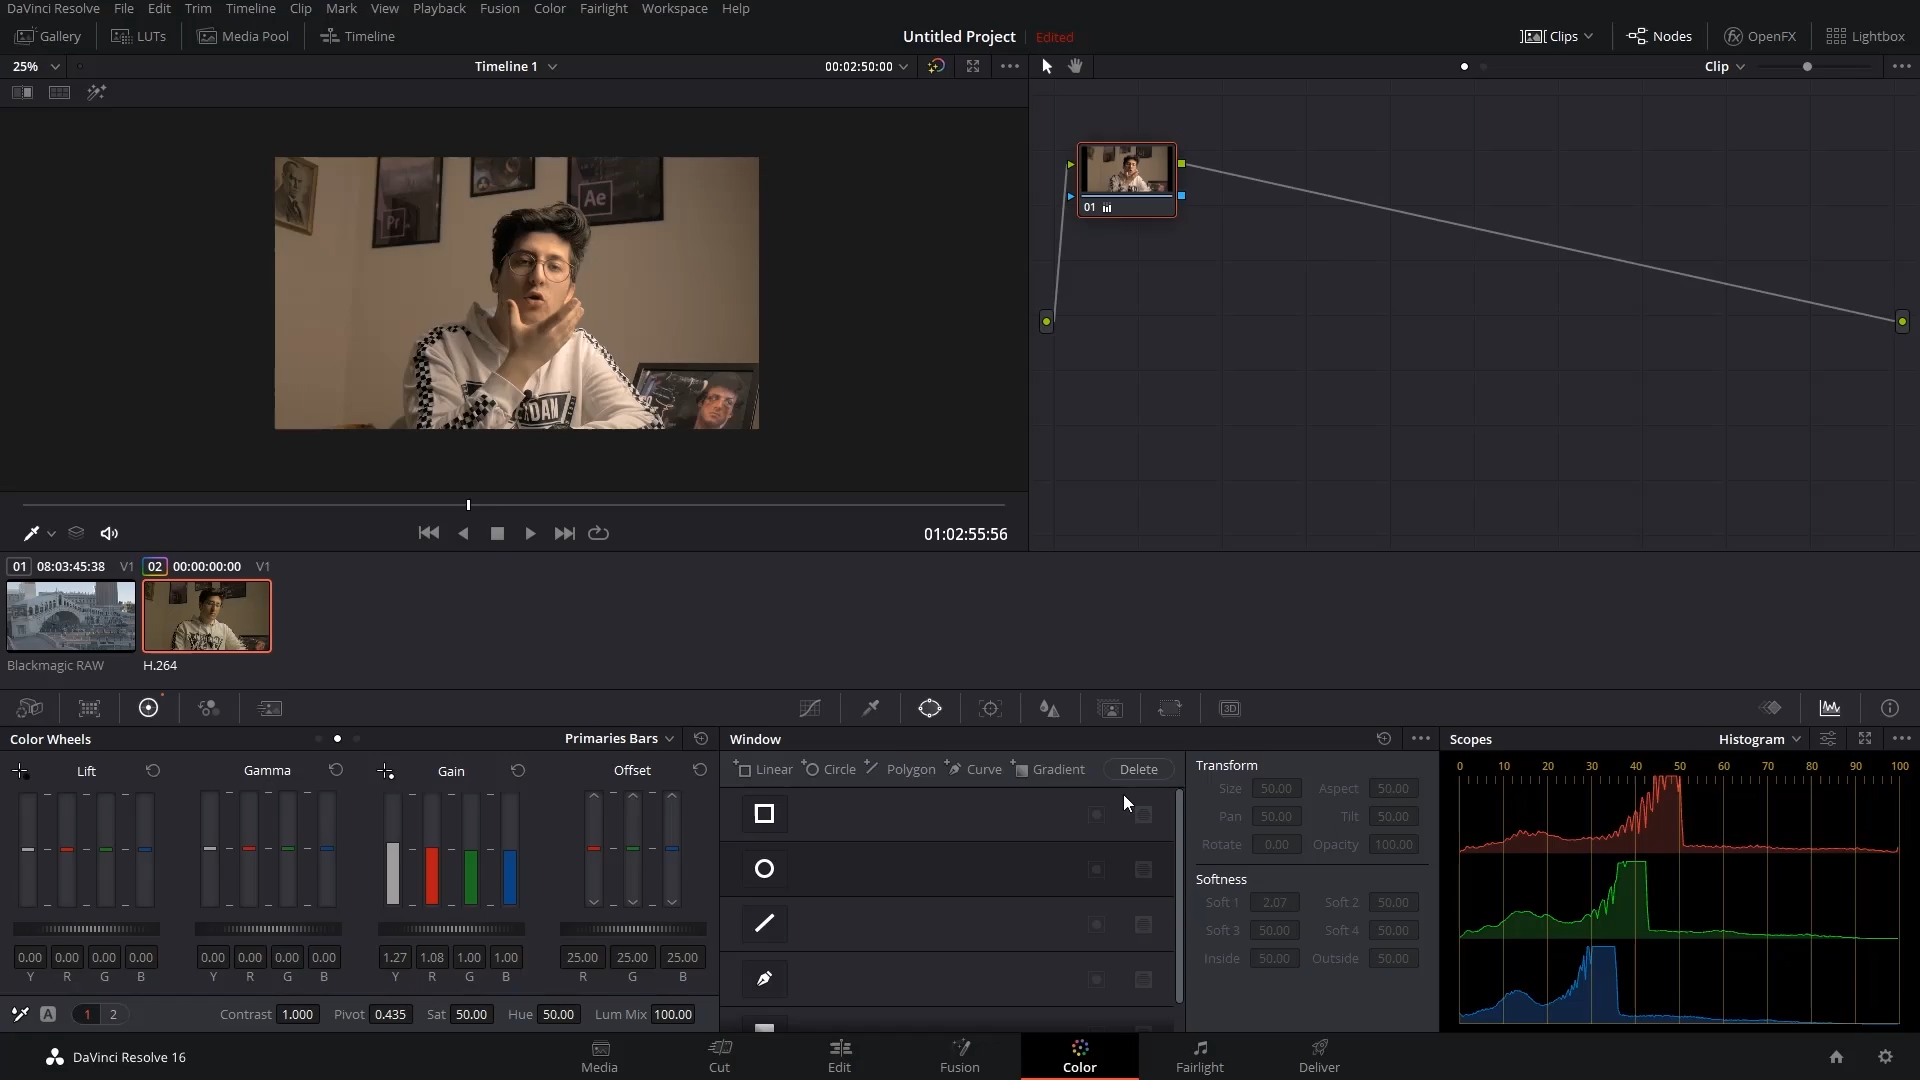 DaVinci Resolve File Edit Trim Timeline Clip Mark View Playback Fusion Color Fairlight Workspace Help
Gallery LUTs Media Pool Timeline Untitled Project Edited Clips Nodes fx OpenFX Lightbox
25% Timeline 1 00:02:50:00 Clip
Pr
Ae
01
01:02:55:56
01 08:03:45:38 V1 02 00:00:00:00 V1
Blackmagic RAW H.264
3D
Color Wheels Primaries Bars Window Scopes Histogram
Lift Gamma Gain Offset Linear Circle Polygon Curve Gradient Delete Transform 0 10 20 30 40 50 60 70 80 90 100
Size 50.00 Aspect 50.00
Pan 50.00 Tilt 50.00
Rotate 0.00 Opacity 100.00
Softness
Soft 1 2.07 Soft 2 50.00
Soft 3 50.00 Soft 4 50.00
Inside 50.00 Outside 50.00
0.00 0.00 0.00 0.00 0.00 0.00 0.00 0.00 1.27 1.08 1.00 1.00 25.00 25.00 25.00
Y R G B Y R G B Y R G B R G B
A 1 2 Contrast 1.000 Pivot 0.435 Sat 50.00 Hue 50.00 Lum Mix 100.00
DaVinci Resolve 16 Media Cut Edit Fusion Color Fairlight Deliver